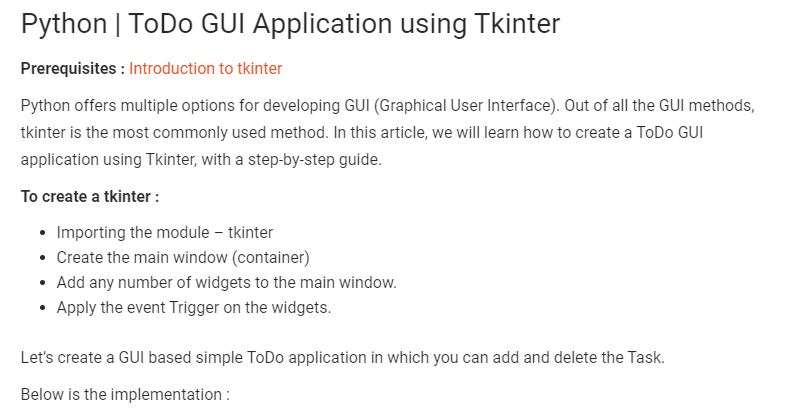 Python | ToDo GUI Application using Tkinter
Prerequisites : Introduction to tkinter
Python offers multiple options for developing GUI (Graphical User Interface). Out of all the GUI methods,
tkinter is the most commonly used method. In this article, we will learn how to create a ToDo GUI
application using Tkinter, with a step-by-step guide.
To create a tkinter :
• Importing the module – tkinter
• Create the main window (container)
• Add any number of widgets to the main window.
• Apply the event Trigger on the widgets.
Let's create a GUI based simple ToDo application in which you can add and delete the Task.
Below is the implementation :